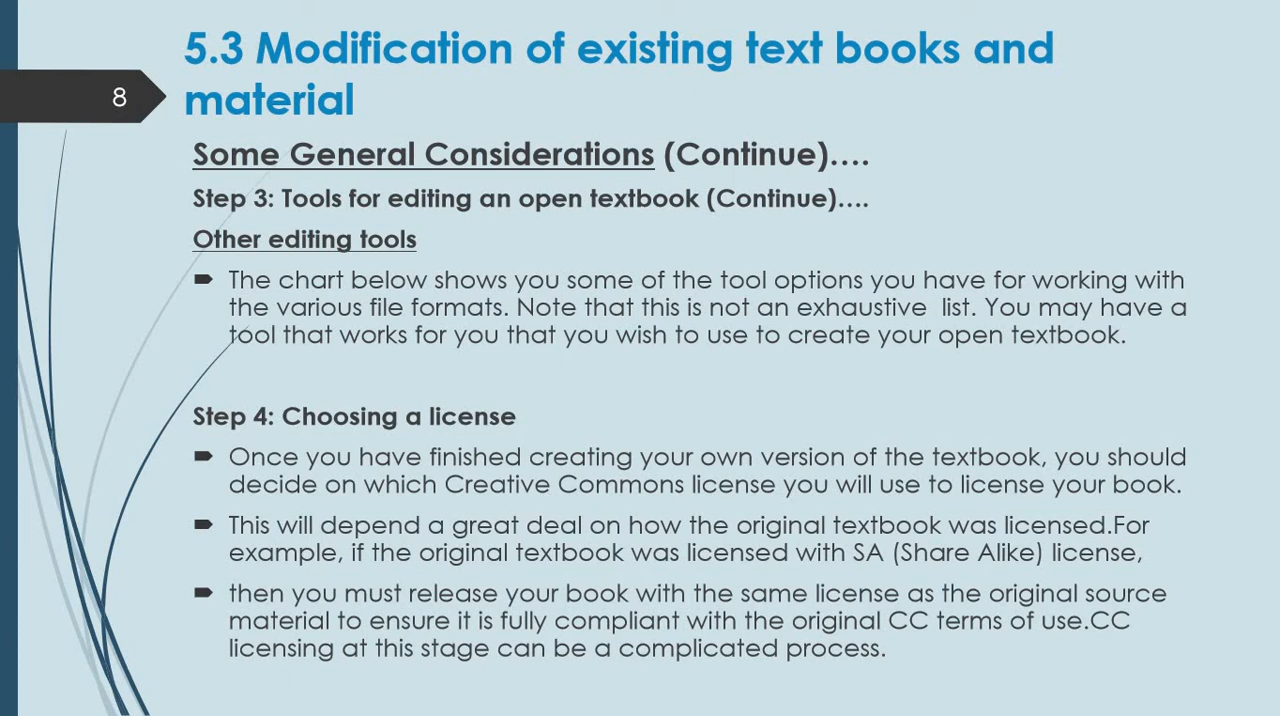 5.3 Modification of existing text books and
material
8
Some General Considerations (Continue)....
Step 3: Tools for editing an open textbook (Continue)....
Other editing tools
The chart below shows you some of the tool options you have for working with
the various file formats. Note that this is not an exhaustive  list. You may have a
tool that works for you that you wish to use to create your open textbook.
Step 4: Choosing a license
Once you have finished creating your own version of the textbook, you should
decide on which Creative Commons license you will use to license your book.
This will depend a great deal on how the original textbook was licensed.For
example, if the original textbook was licensed with SA (Share Alike) license,
then you must release your book with the same license as the original source
material to ensure it is fully compliant with the original CC terms of use.CC
licensing at this stage can be a complicated process.